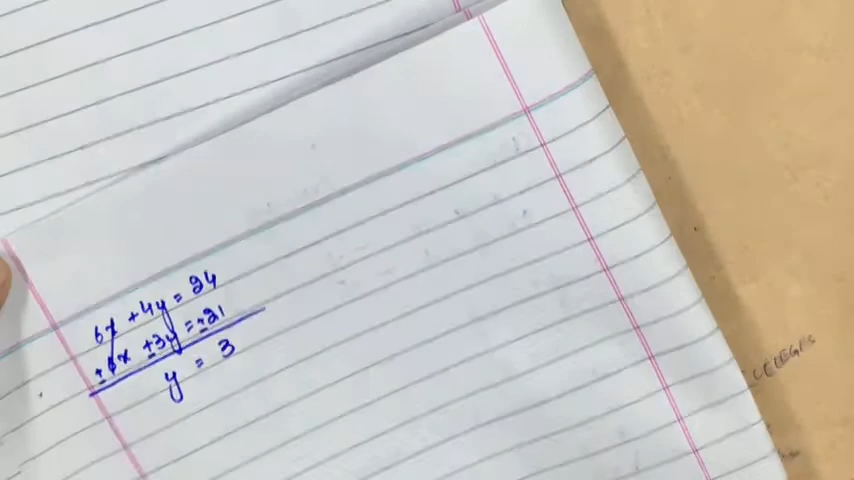 6x + 4y = 24
± 6x ± 3y = ± 21
y = 3